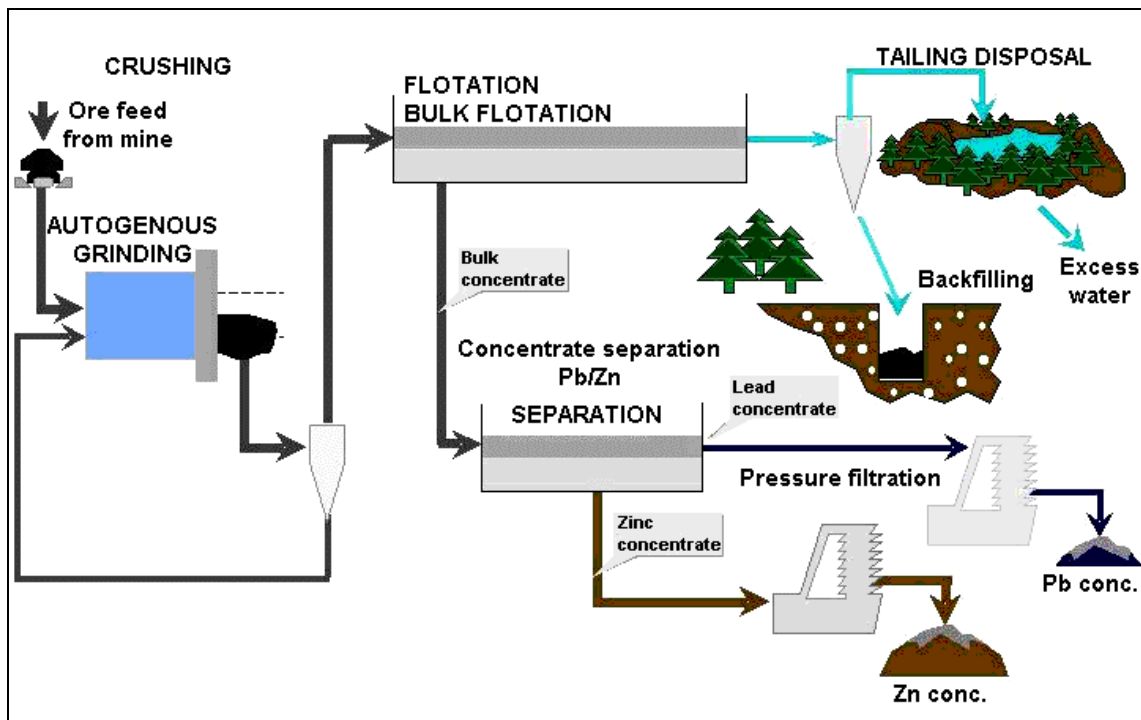 CRUSHING
Ore feed
from mine
AUTOGENOUS
GRINDING
FLOTATION
BULK FLOTATION
TAILING DISPOSAL
Bulk
concentrate
Backfilling
Excess
water
Concentrate separation
Pb/Zn
SEPARATION
Lead
concentrate
Pressure filtration
Zinc
concentrate
Pb conc.
Zn conc.